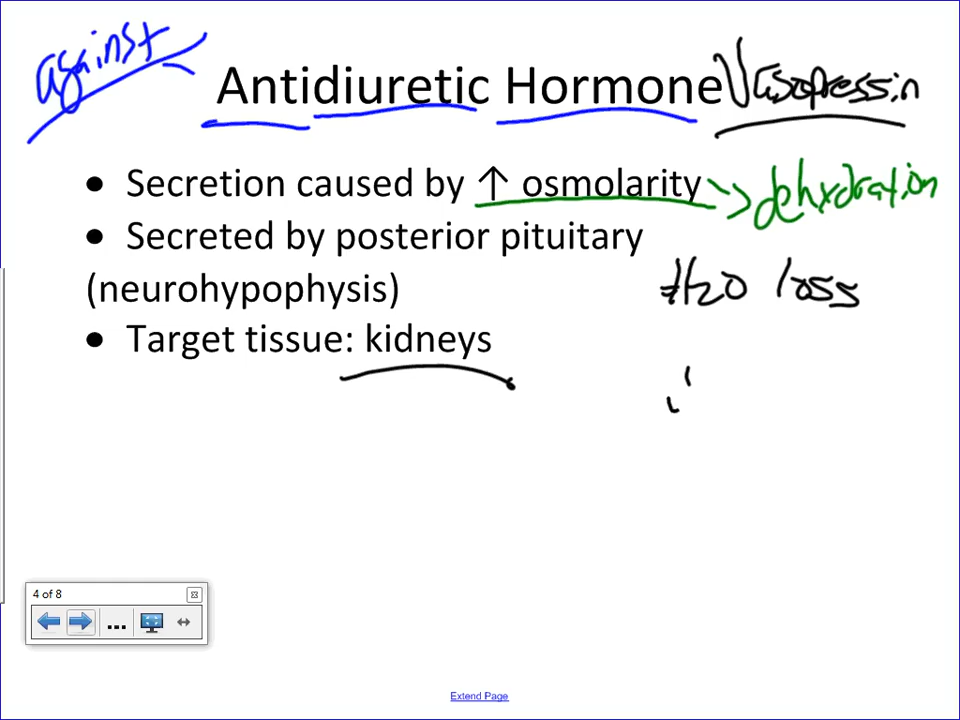 against
Antidiuretic Hormone Vasopressin
• Secretion caused by ↑ osmolarity -> dehydration
• Secreted by posterior pituitary
(neurohypophysis)
H2O loss
• Target tissue: kidneys
4 of 8
...
Extend Page